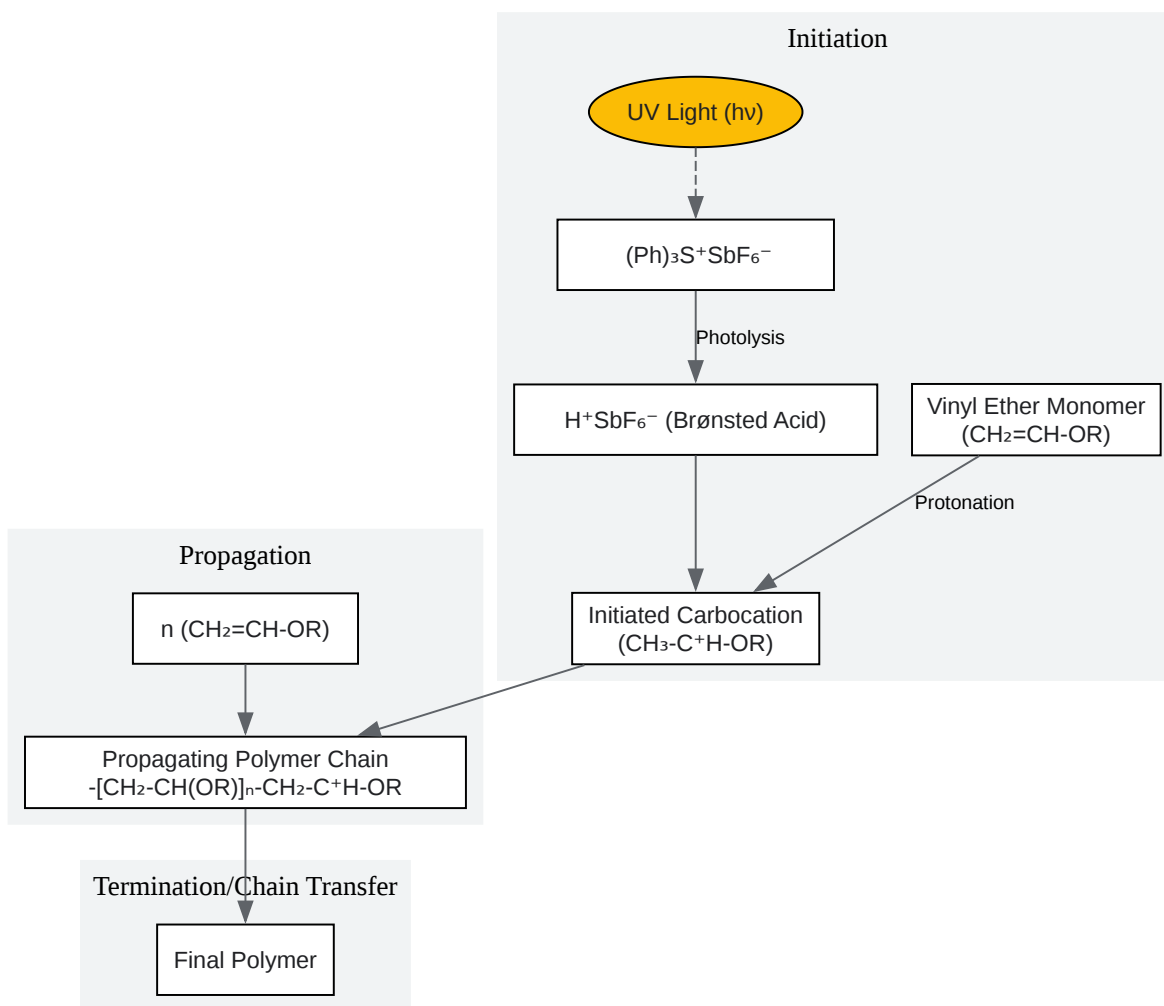 Initiation
UV Light (hν)
(Ph)₃S⁺SbF₆⁻
Photolysis
H⁺SbF₆⁻ (Brønsted Acid)
Vinyl Ether Monomer
(CH₂=CH-OR)
Protonation
Initiated Carbocation
(CH₃-C⁺H-OR)
Propagation
n (CH₂=CH-OR)
Propagating Polymer Chain
-[CH₂-CH(OR)]ₙ-CH₂-C⁺H-OR
Termination/Chain Transfer
Final Polymer